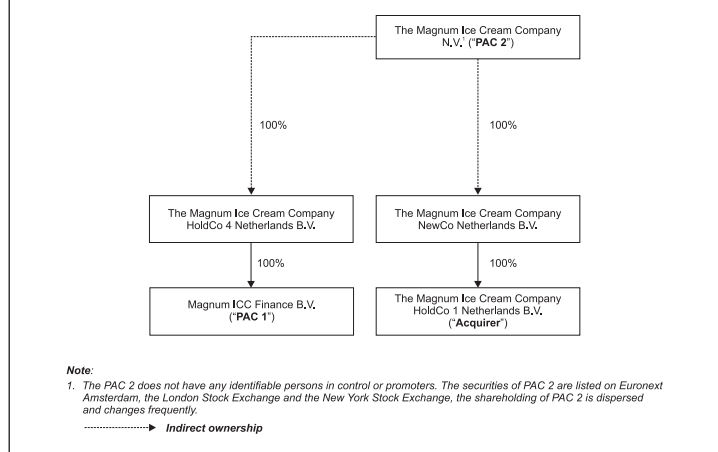 The Magnum Ice Cream Company
N.V.¹ (“PAC 2”)
100%
100%
The Magnum Ice Cream Company
HoldCo 4 Netherlands B.V.
The Magnum Ice Cream Company
NewCo Netherlands B.V.
100%
100%
Magnum ICC Finance B.V.
(“PAC 1”)
The Magnum Ice Cream Company
HoldCo 1 Netherlands B.V.
(“Acquirer”)
Note:
1. The PAC 2 does not have any identifiable persons in control or promoters. The securities of PAC 2 are listed on Euronext
Amsterdam, the London Stock Exchange and the New York Stock Exchange, the shareholding of PAC 2 is dispersed
and changes frequently.
Indirect ownership